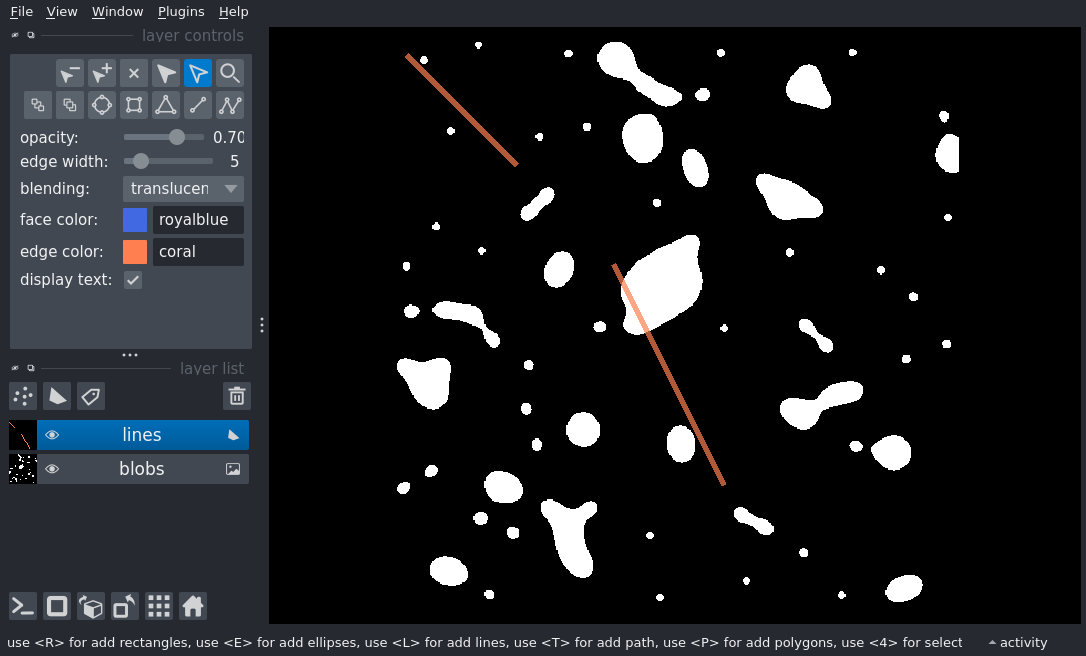 File View Window Plugins Help
layer controls
opacity: 0.70
edge width: 5
blending: translucen
face color: royalblue
edge color: coral
display text:
layer list
lines
blobs
use <R> for add rectangles, use <E> for add ellipses, use <L> for add lines, use <T> for add path, use <P> for add polygons, use <4> for select
activity